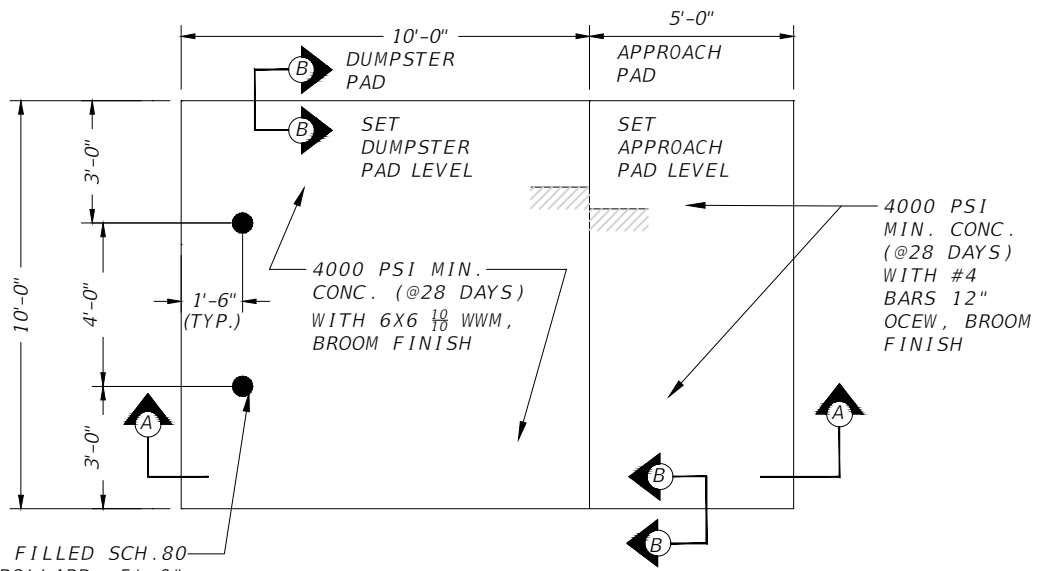 5'-0"
10'-0"
DUMPSTER
PAD
APPROACH
PAD
B
B
SET
DUMPSTER
PAD LEVEL
SET
APPROACH
PAD LEVEL
3'-0"
4'-0"
3'-0"
10'-0"
1'-6"
(TYP.)
4000 PSI MIN.
CONC. (@28 DAYS)
WITH 6X6 10/10 WWM,
BROOM FINISH
4000 PSI
MIN. CONC.
(@28 DAYS)
WITH #4
BARS 12"
OCEW, BROOM
FINISH
A
A
B
B
FILLED SCH.80